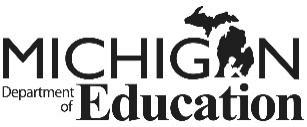 MICHIGAN
Department
of Education